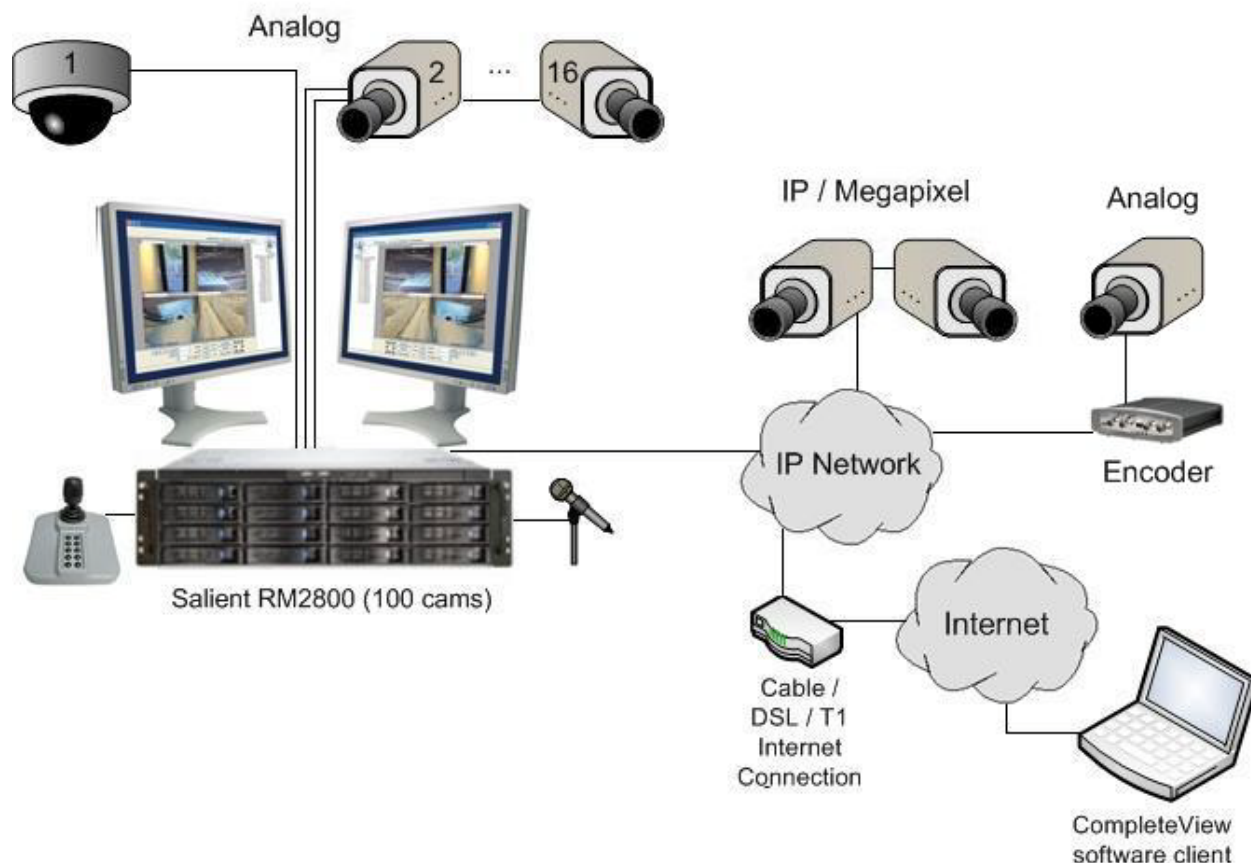 Analog
1
2
...
16
IP / Megapixel
Analog
IP Network
Encoder
Salient RM2800 (100 cams)
Internet
Cable /
DSL / T1
Internet
Connection
CompleteView
software client